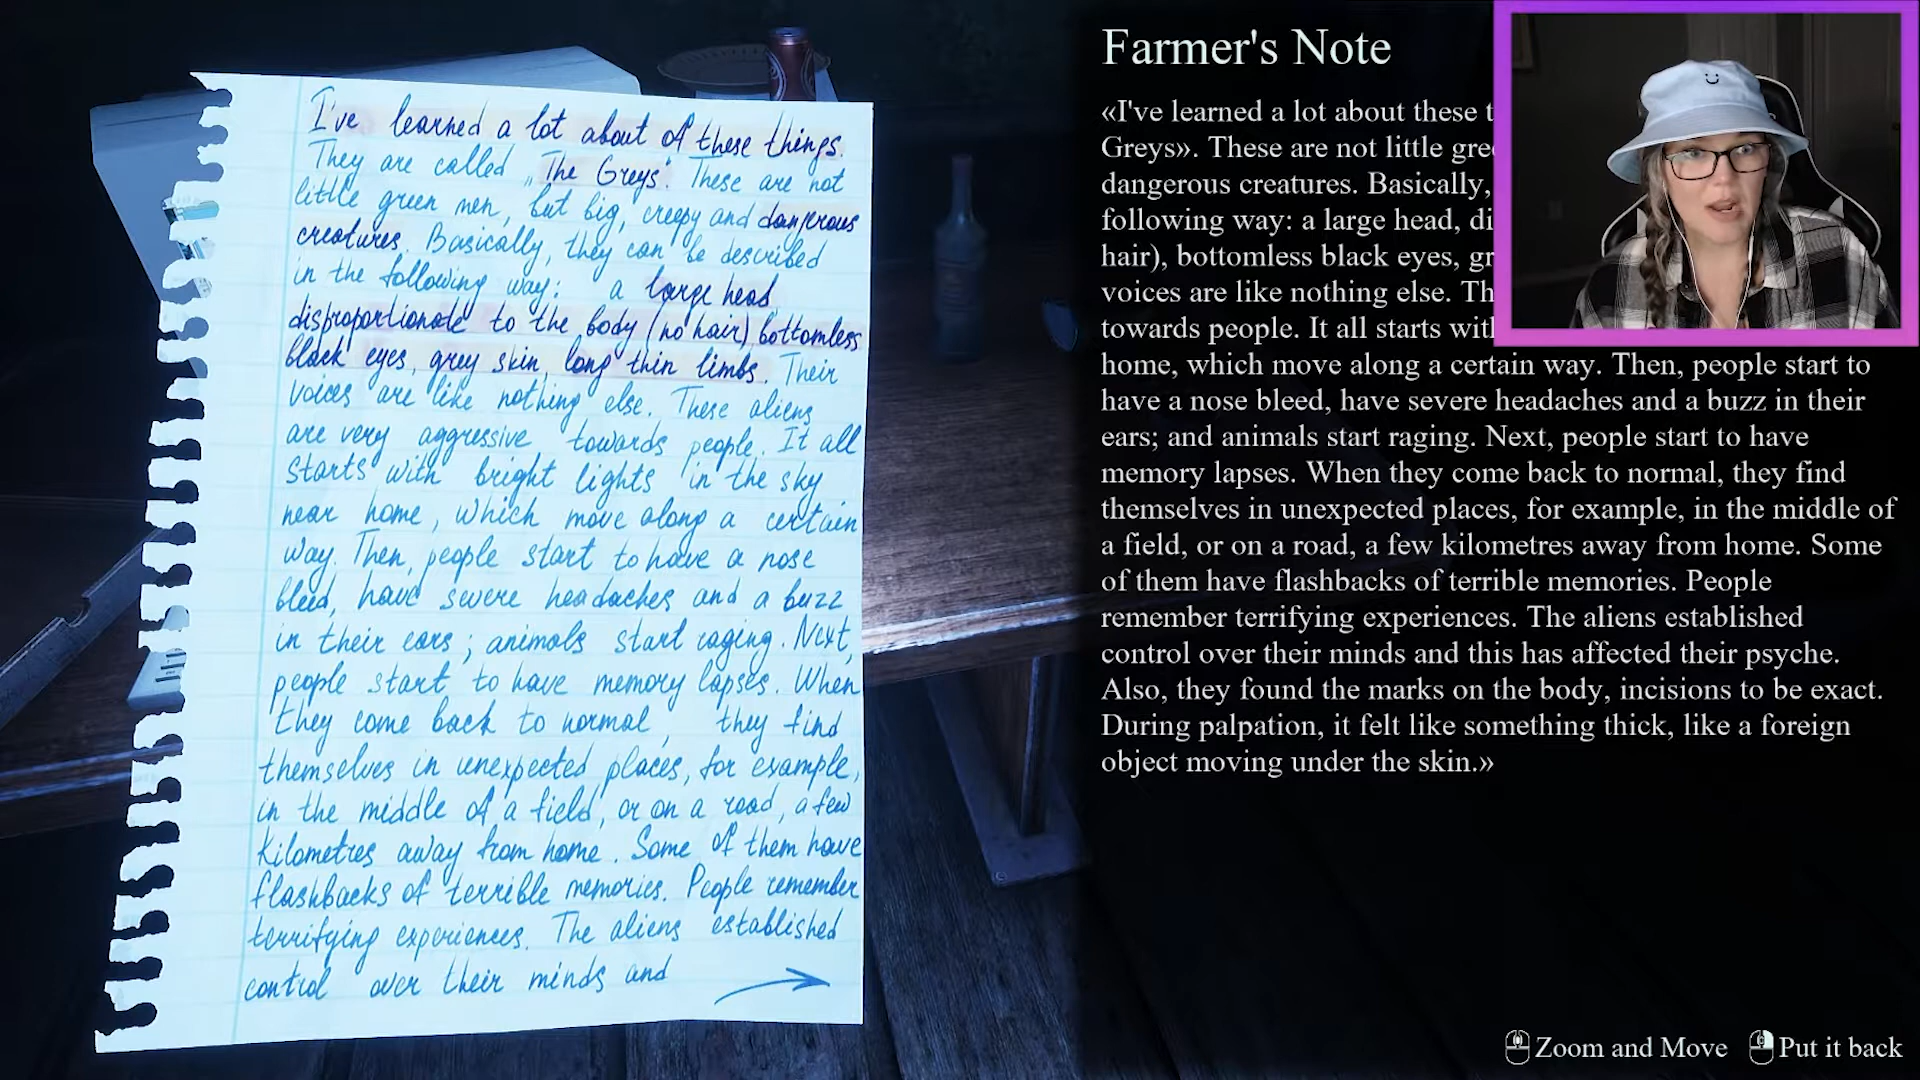 I've learned a lot about of these things.
They are called „The Greys". These are not
little green men, but big, creepy and dangerous
creatures. Basically, they can be described
in the following way: a large head
disproportionate to the body (no hair), bottomless
black eyes, grey skin, long thin limbs. Their
voices are like nothing else. These aliens
are very aggressive towards people. It all
starts with bright lights in the sky
near home, which move along a certain
way. Then, people start to have a nose
bleed, have severe headaches and a buzz
in their ears; animals start raging. Next,
people start to have memory lapses. When
they come back to normal, they find
themselves in unexpected places, for example,
in the middle of a field, or on a road, a few
kilometres away from home. Some of them have
flashbacks of terrible memories. People remember
terrifying experiences. The aliens established
control over their minds and
Farmer's Note
«I've learned a lot about these t
Greys». These are not little gre
dangerous creatures. Basically,
following way: a large head, di
hair), bottomless black eyes, gr
voices are like nothing else. Th
towards people. It all starts wit
home, which move along a certain way. Then, people start to
have a nose bleed, have severe headaches and a buzz in their
ears; and animals start raging. Next, people start to have
memory lapses. When they come back to normal, they find
themselves in unexpected places, for example, in the middle of
a field, or on a road, a few kilometres away from home. Some
of them have flashbacks of terrible memories. People
remember terrifying experiences. The aliens established
control over their minds and this has affected their psyche.
Also, they found the marks on the body, incisions to be exact.
During palpation, it felt like something thick, like a foreign
object moving under the skin.»
Zoom and Move Put it back